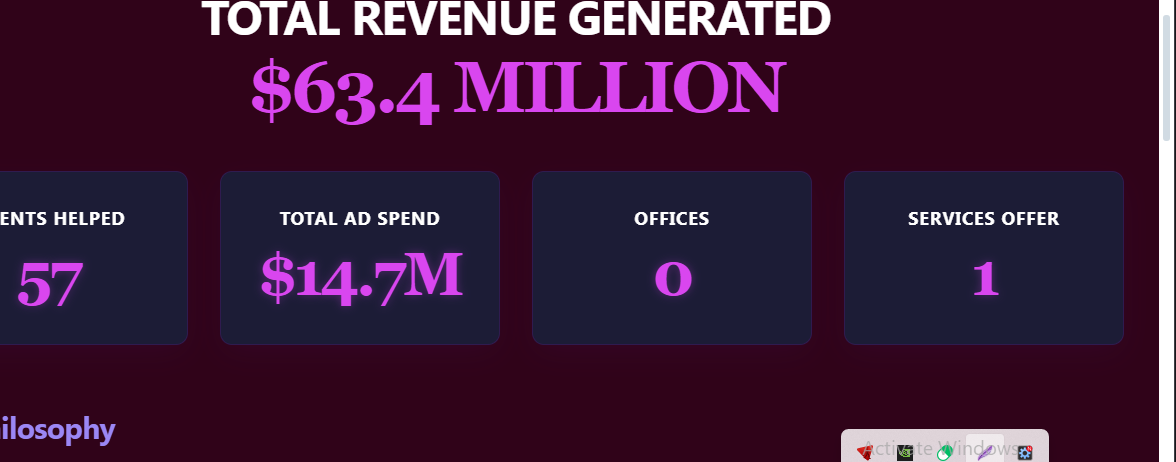 TOTAL REVENUE GENERATED
$63.4 MILLION
ENTS HELPED
57
TOTAL AD SPEND
$14.7M
OFFICES
0
SERVICES OFFER
1
ilosophy
Activate Windows